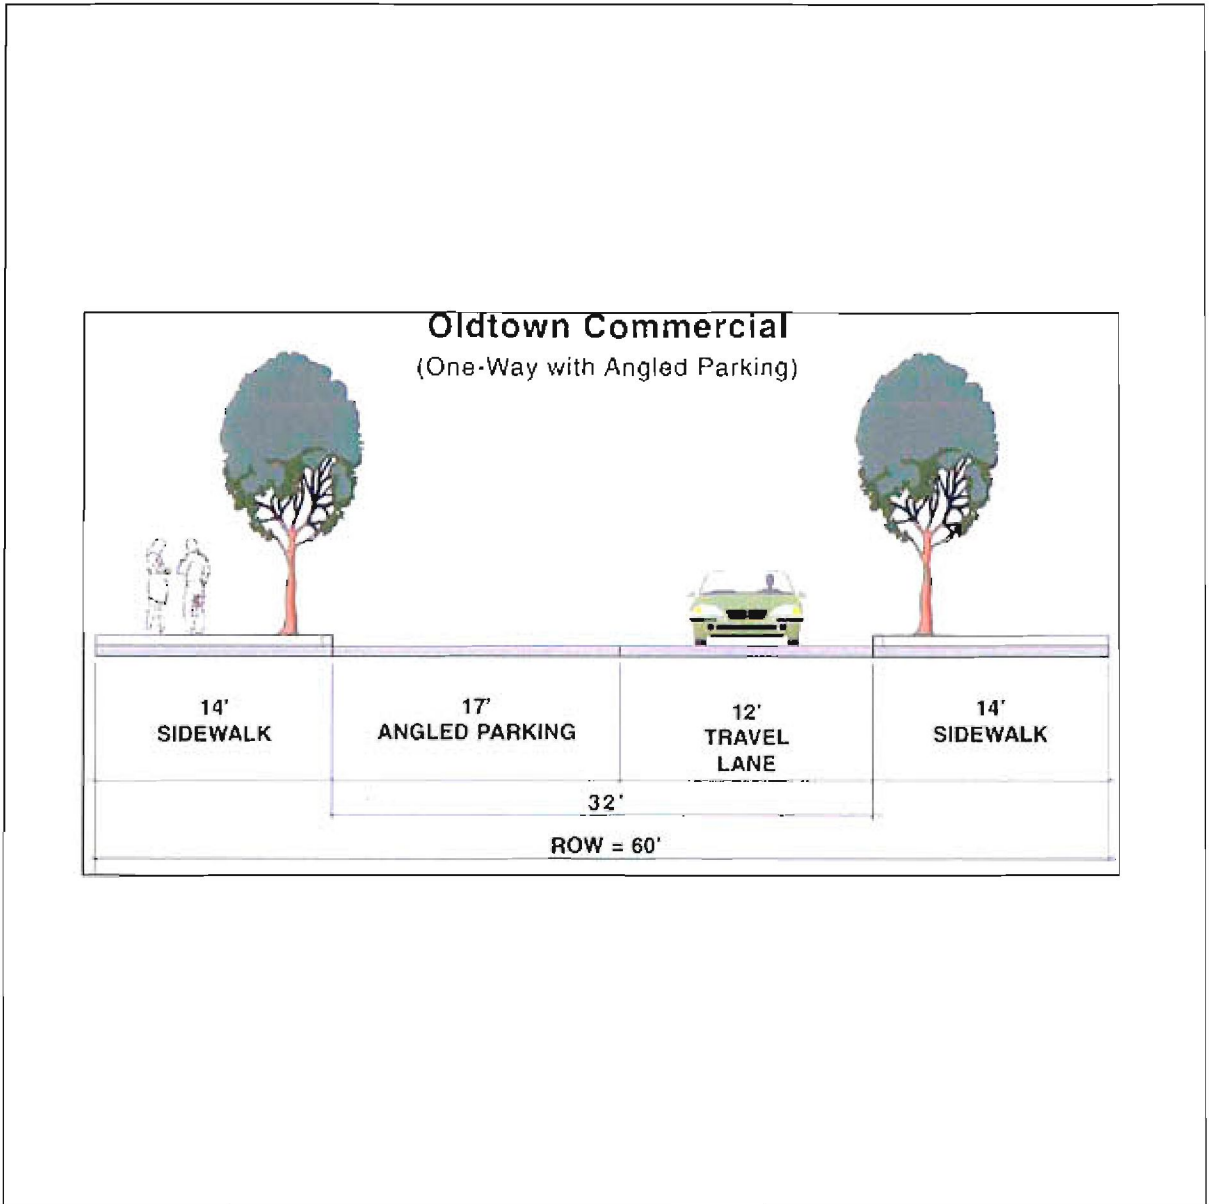 Oldtown Commercial
(One-Way with Angled Parking)
14'
SIDEWALK
17'
ANGLED PARKING
12'
TRAVEL
LANE
14'
SIDEWALK
32'
ROW = 60'